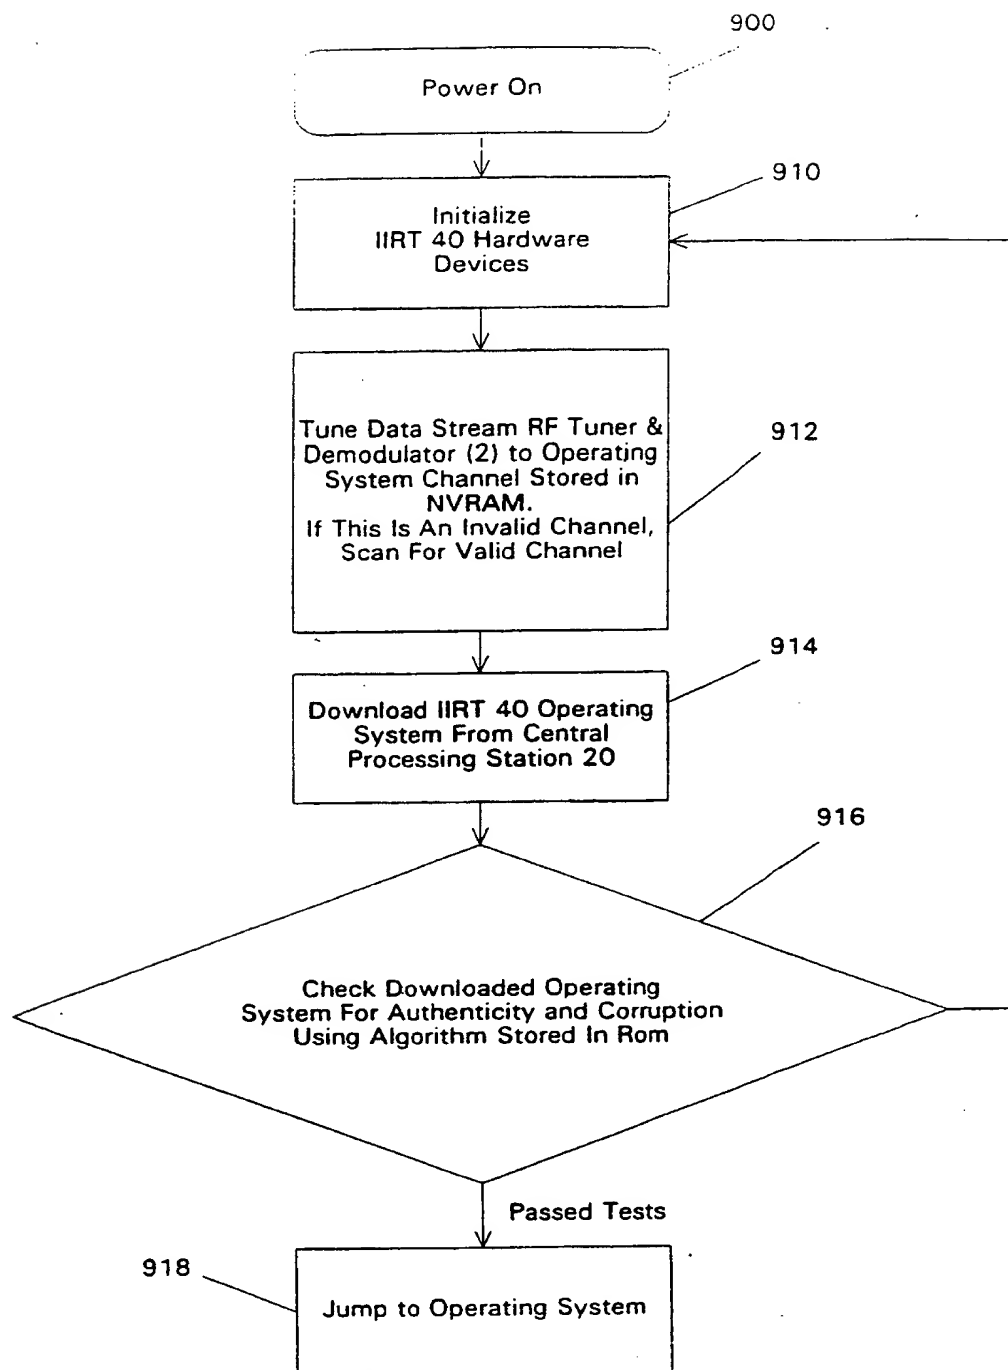 900
Power On
910
Initialize
IIRT 40 Hardware
Devices
912
Tune Data Stream RF Tuner &
Demodulator (2) to Operating
System Channel Stored in
NVRAM.
If This Is An Invalid Channel,
Scan For Valid Channel
914
Download IIRT 40 Operating
System From Central
Processing Station 20
916
Check Downloaded Operating
System For Authenticity and Corruption
Using Algorithm Stored In Rom
Passed Tests
918
Jump to Operating System